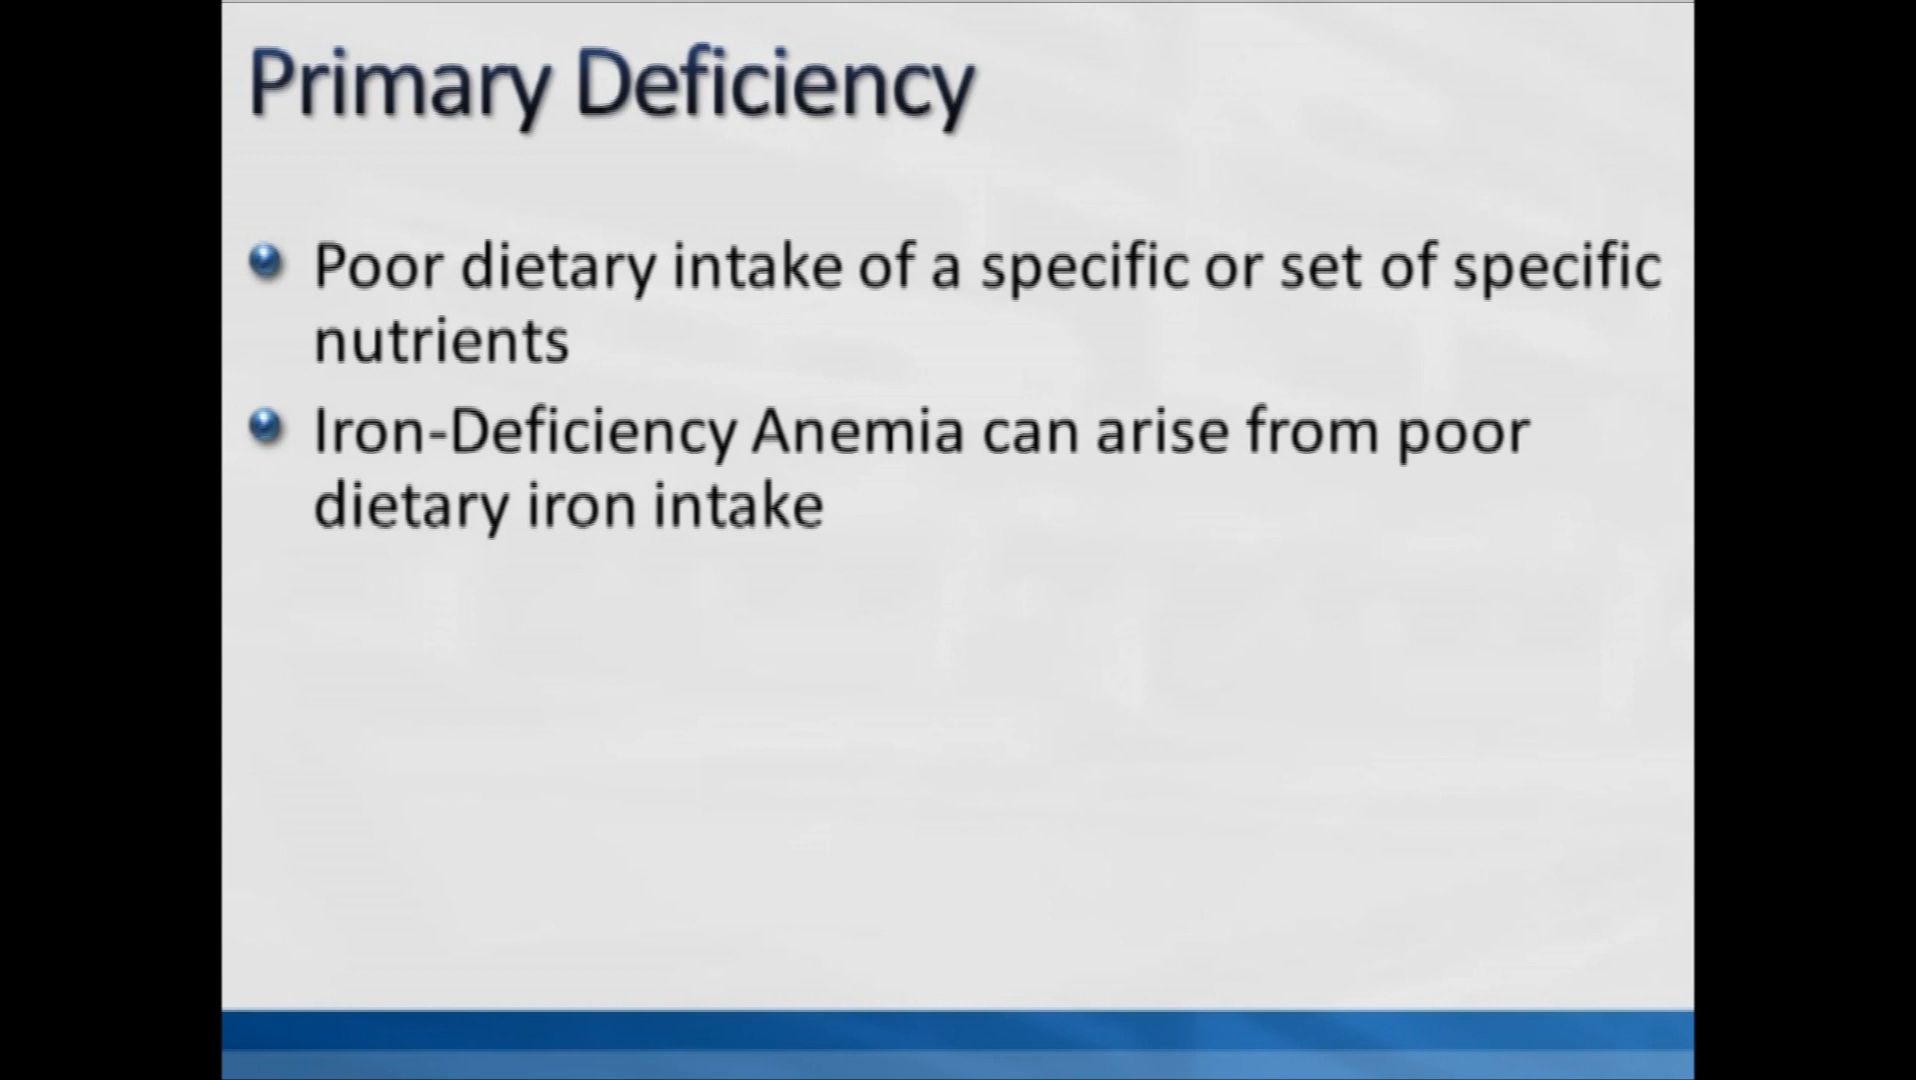 Primary Deficiency
Poor dietary intake of a specific or set of specific
nutrients
Iron-Deficiency Anemia can arise from poor
dietary iron intake